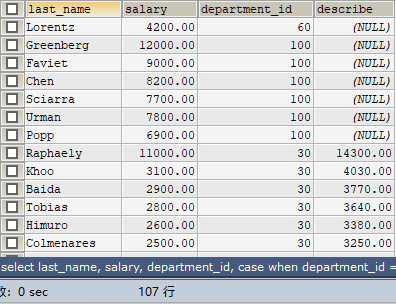 last_name salary department_id describe
Lorentz 4200.00 60 (NULL)
Greenberg 12000.00 100 (NULL)
Faviet 9000.00 100 (NULL)
Chen 8200.00 100 (NULL)
Sciarra 7700.00 100 (NULL)
Urman 7800.00 100 (NULL)
Popp 6900.00 100 (NULL)
Raphaely 11000.00 30 14300.00
Khoo 3100.00 30 4030.00
Baida 2900.00 30 3770.00
Tobias 2800.00 30 3640.00
Himuro 2600.00 30 3380.00
Colmenares 2500.00 30 3250.00
select last_name, salary, department_id, case when department_id =
: 0 sec 107 行